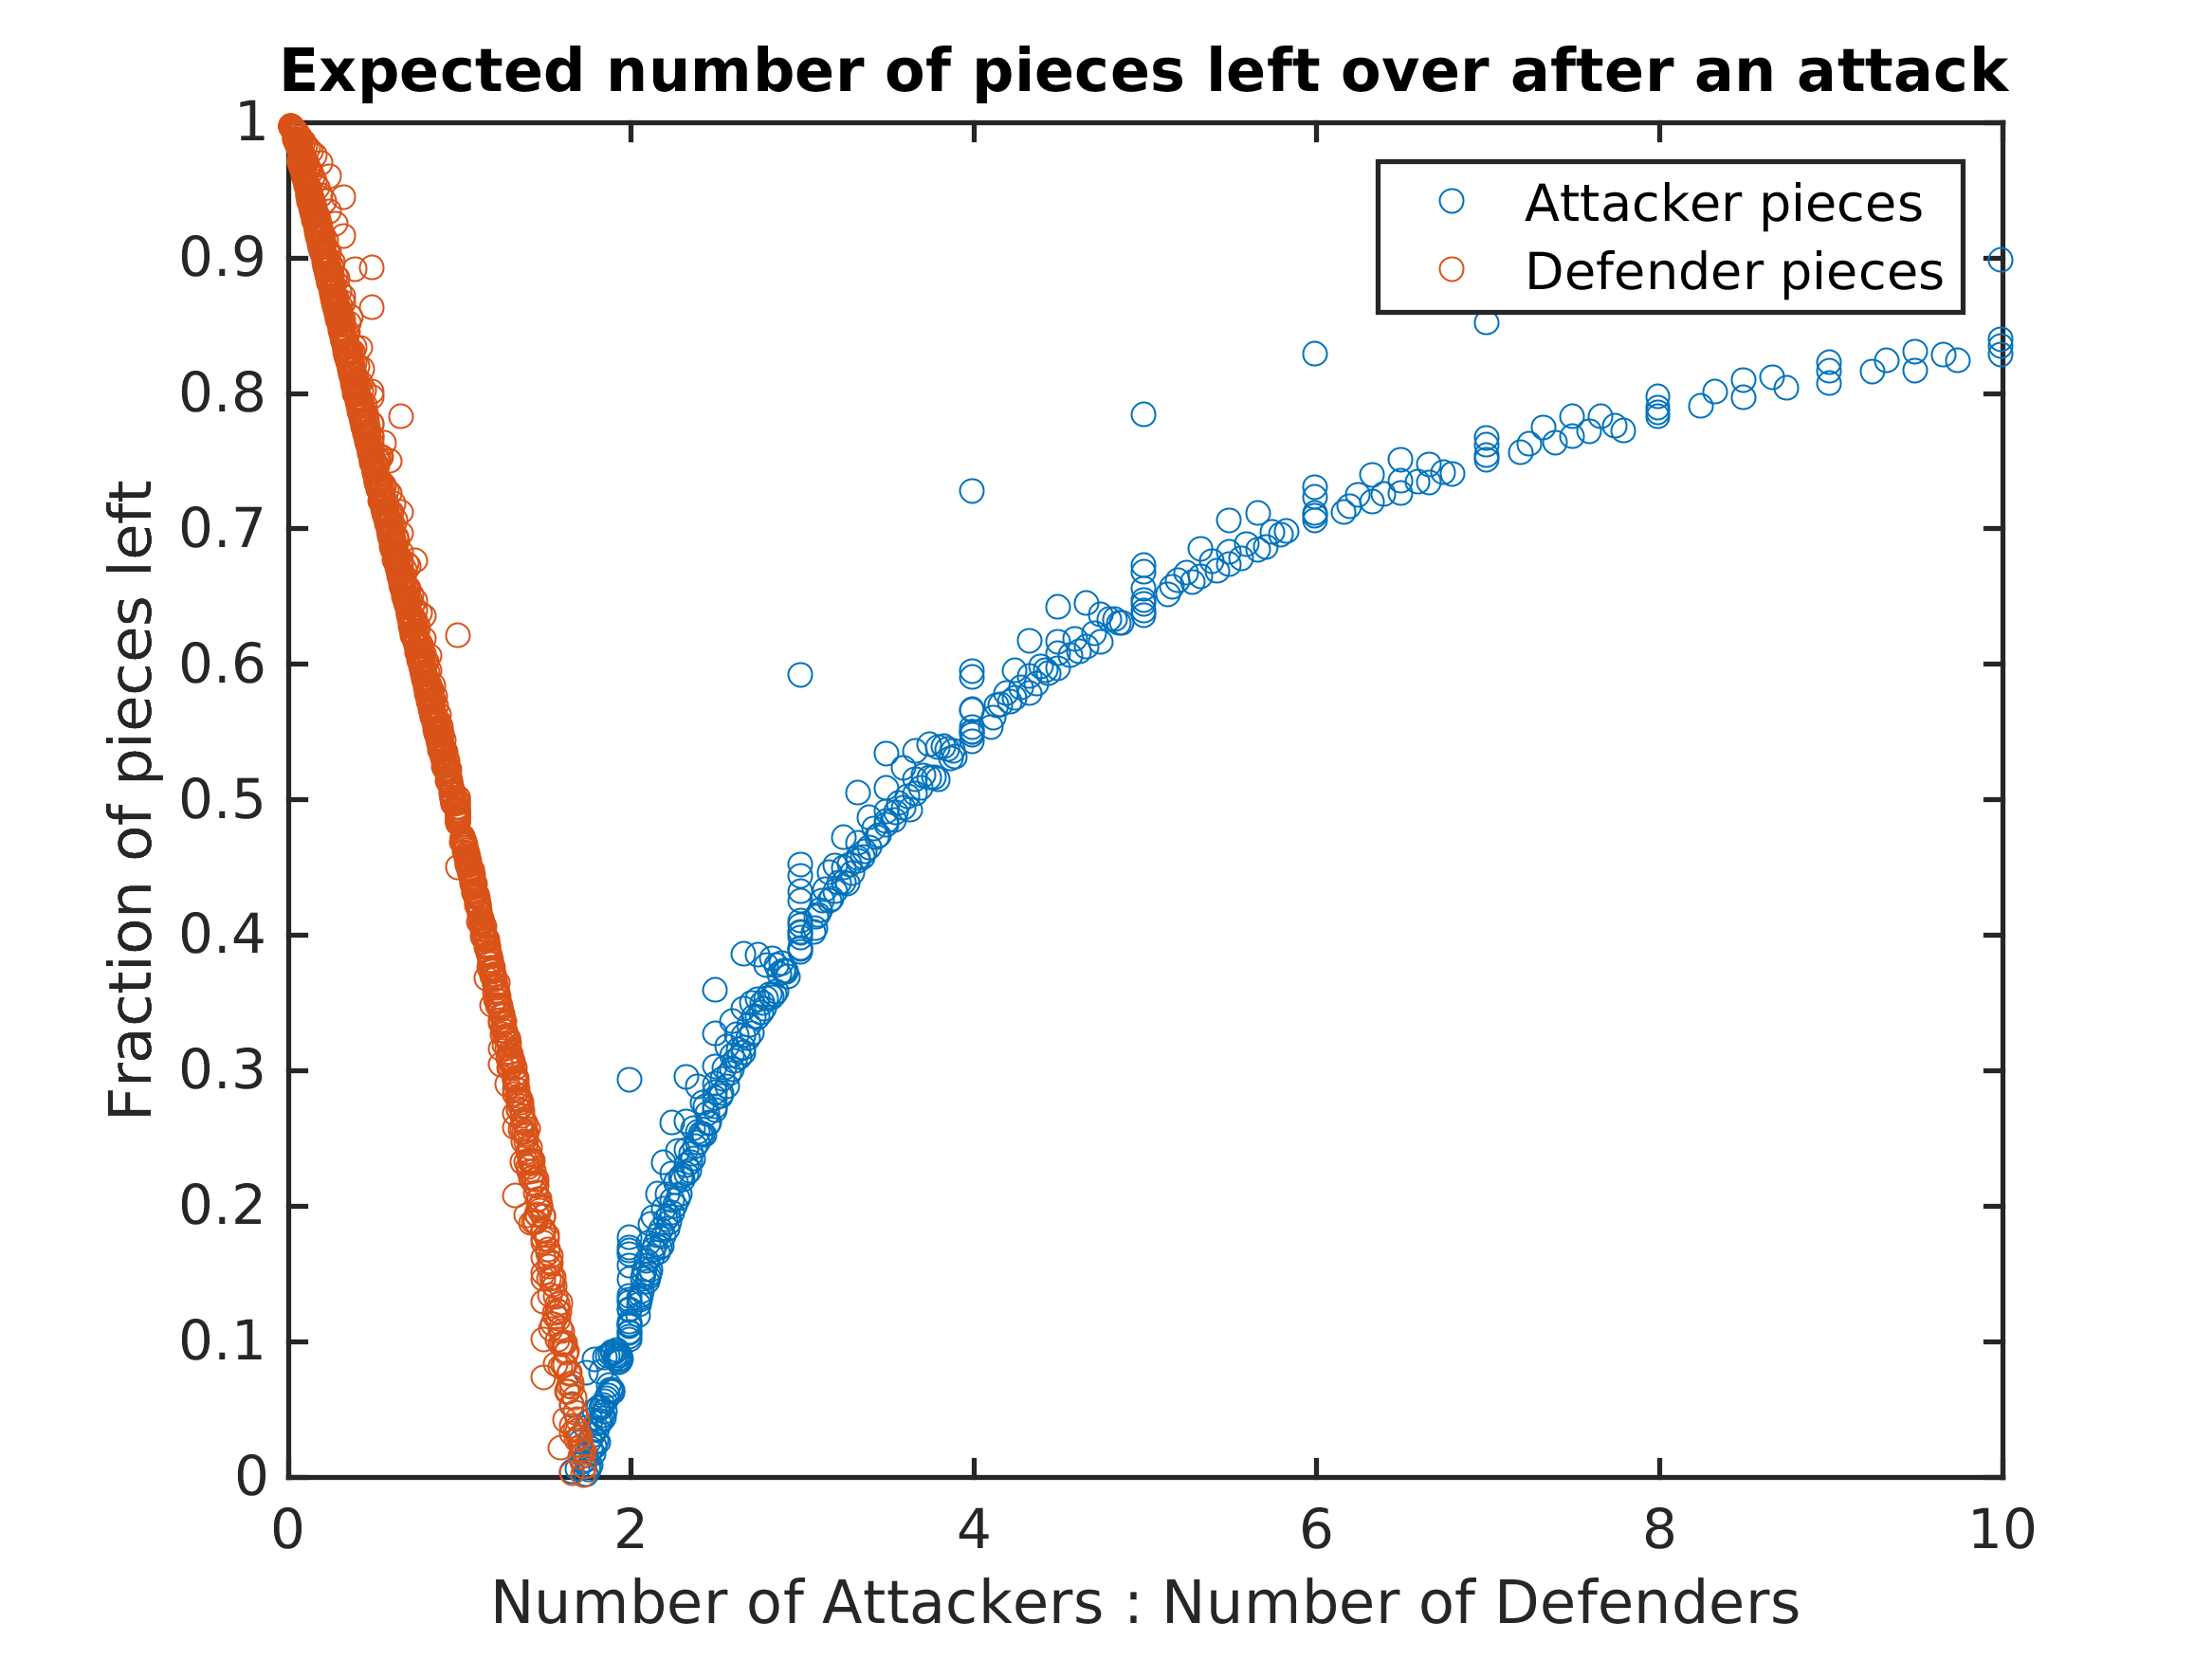 Expected number of pieces left over after an attack
Attacker pieces
Defender pieces
Fraction of pieces left
1
0.9
0.8
0.7
0.6
0.5
0.4
0.3
0.2
0.1
0
0 2 4 6 8 10
Number of Attackers : Number of Defenders